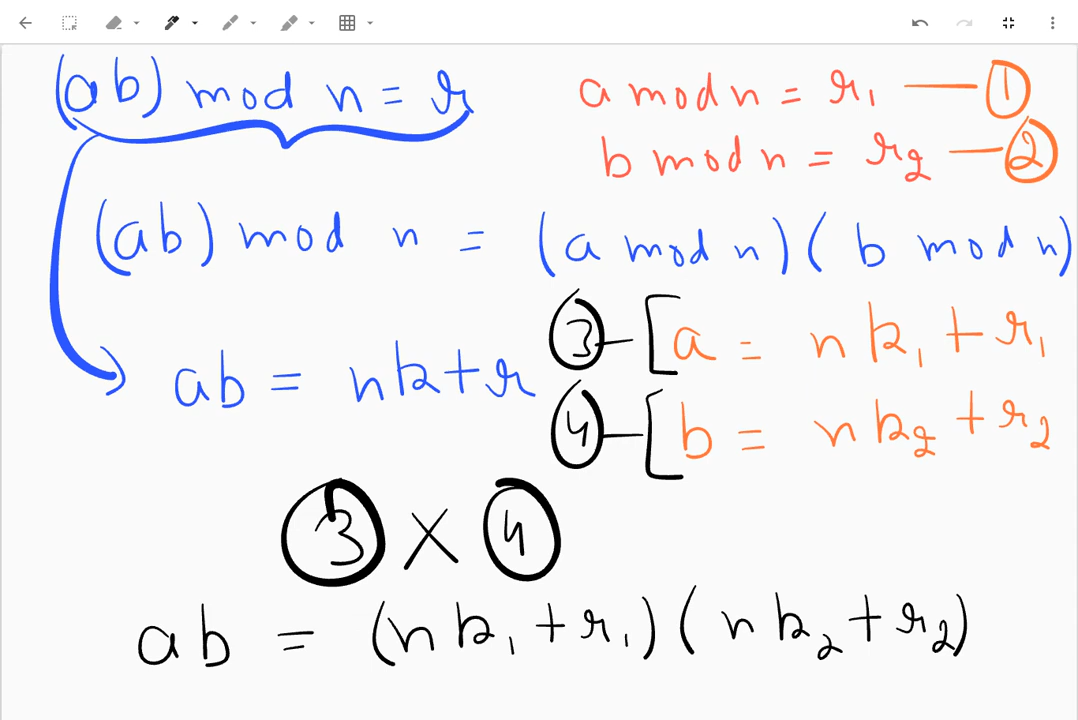 (ab) mod n = r
a mod n = r₁ — ①
b mod n = r₂ — ②
(ab) mod n = (a mod n) (b mod n)
③ – [ a = nk₁ + r₁
ab = nk + r
④ – [ b = nk₂ + r₂
③ × ④
ab = (nk₁ + r₁) (nk₂ + r₂)